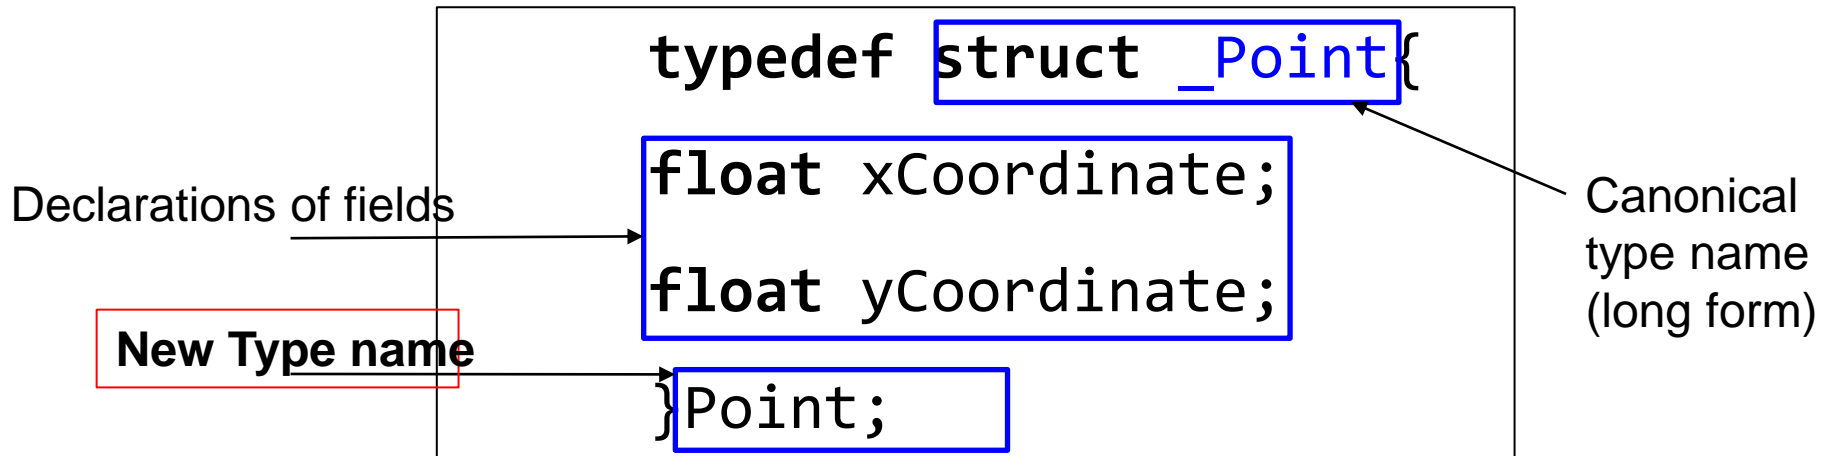 typedef struct _Point{
float xCoordinate;
Declarations of fields
float yCoordinate;
New Type name
}Point;
Canonical
type name
(long form)